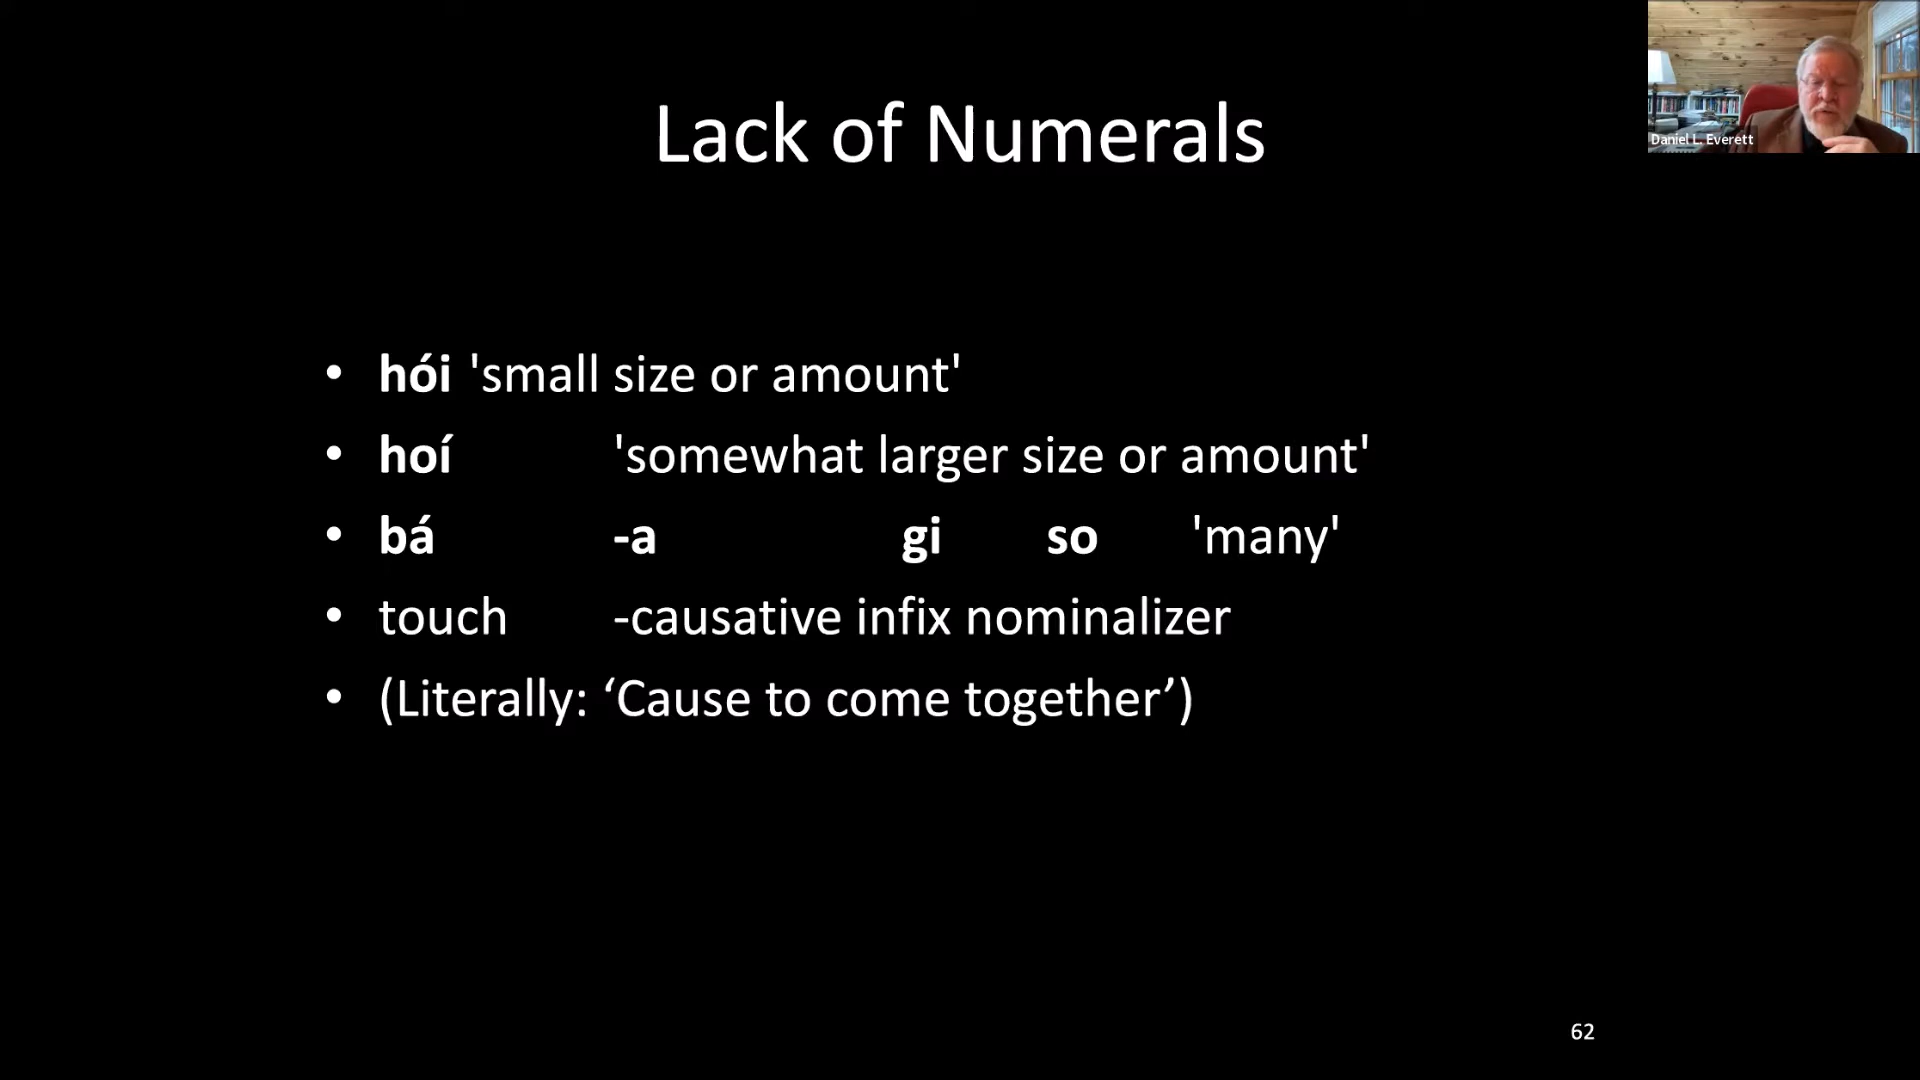 Lack of Numerals
Daniel L. Everett
• hói 'small size or amount'
• hoí 'somewhat larger size or amount'
• bá -a gi so 'many'
• touch -causative infix nominalizer
• (Literally: ‘Cause to come together’)
62